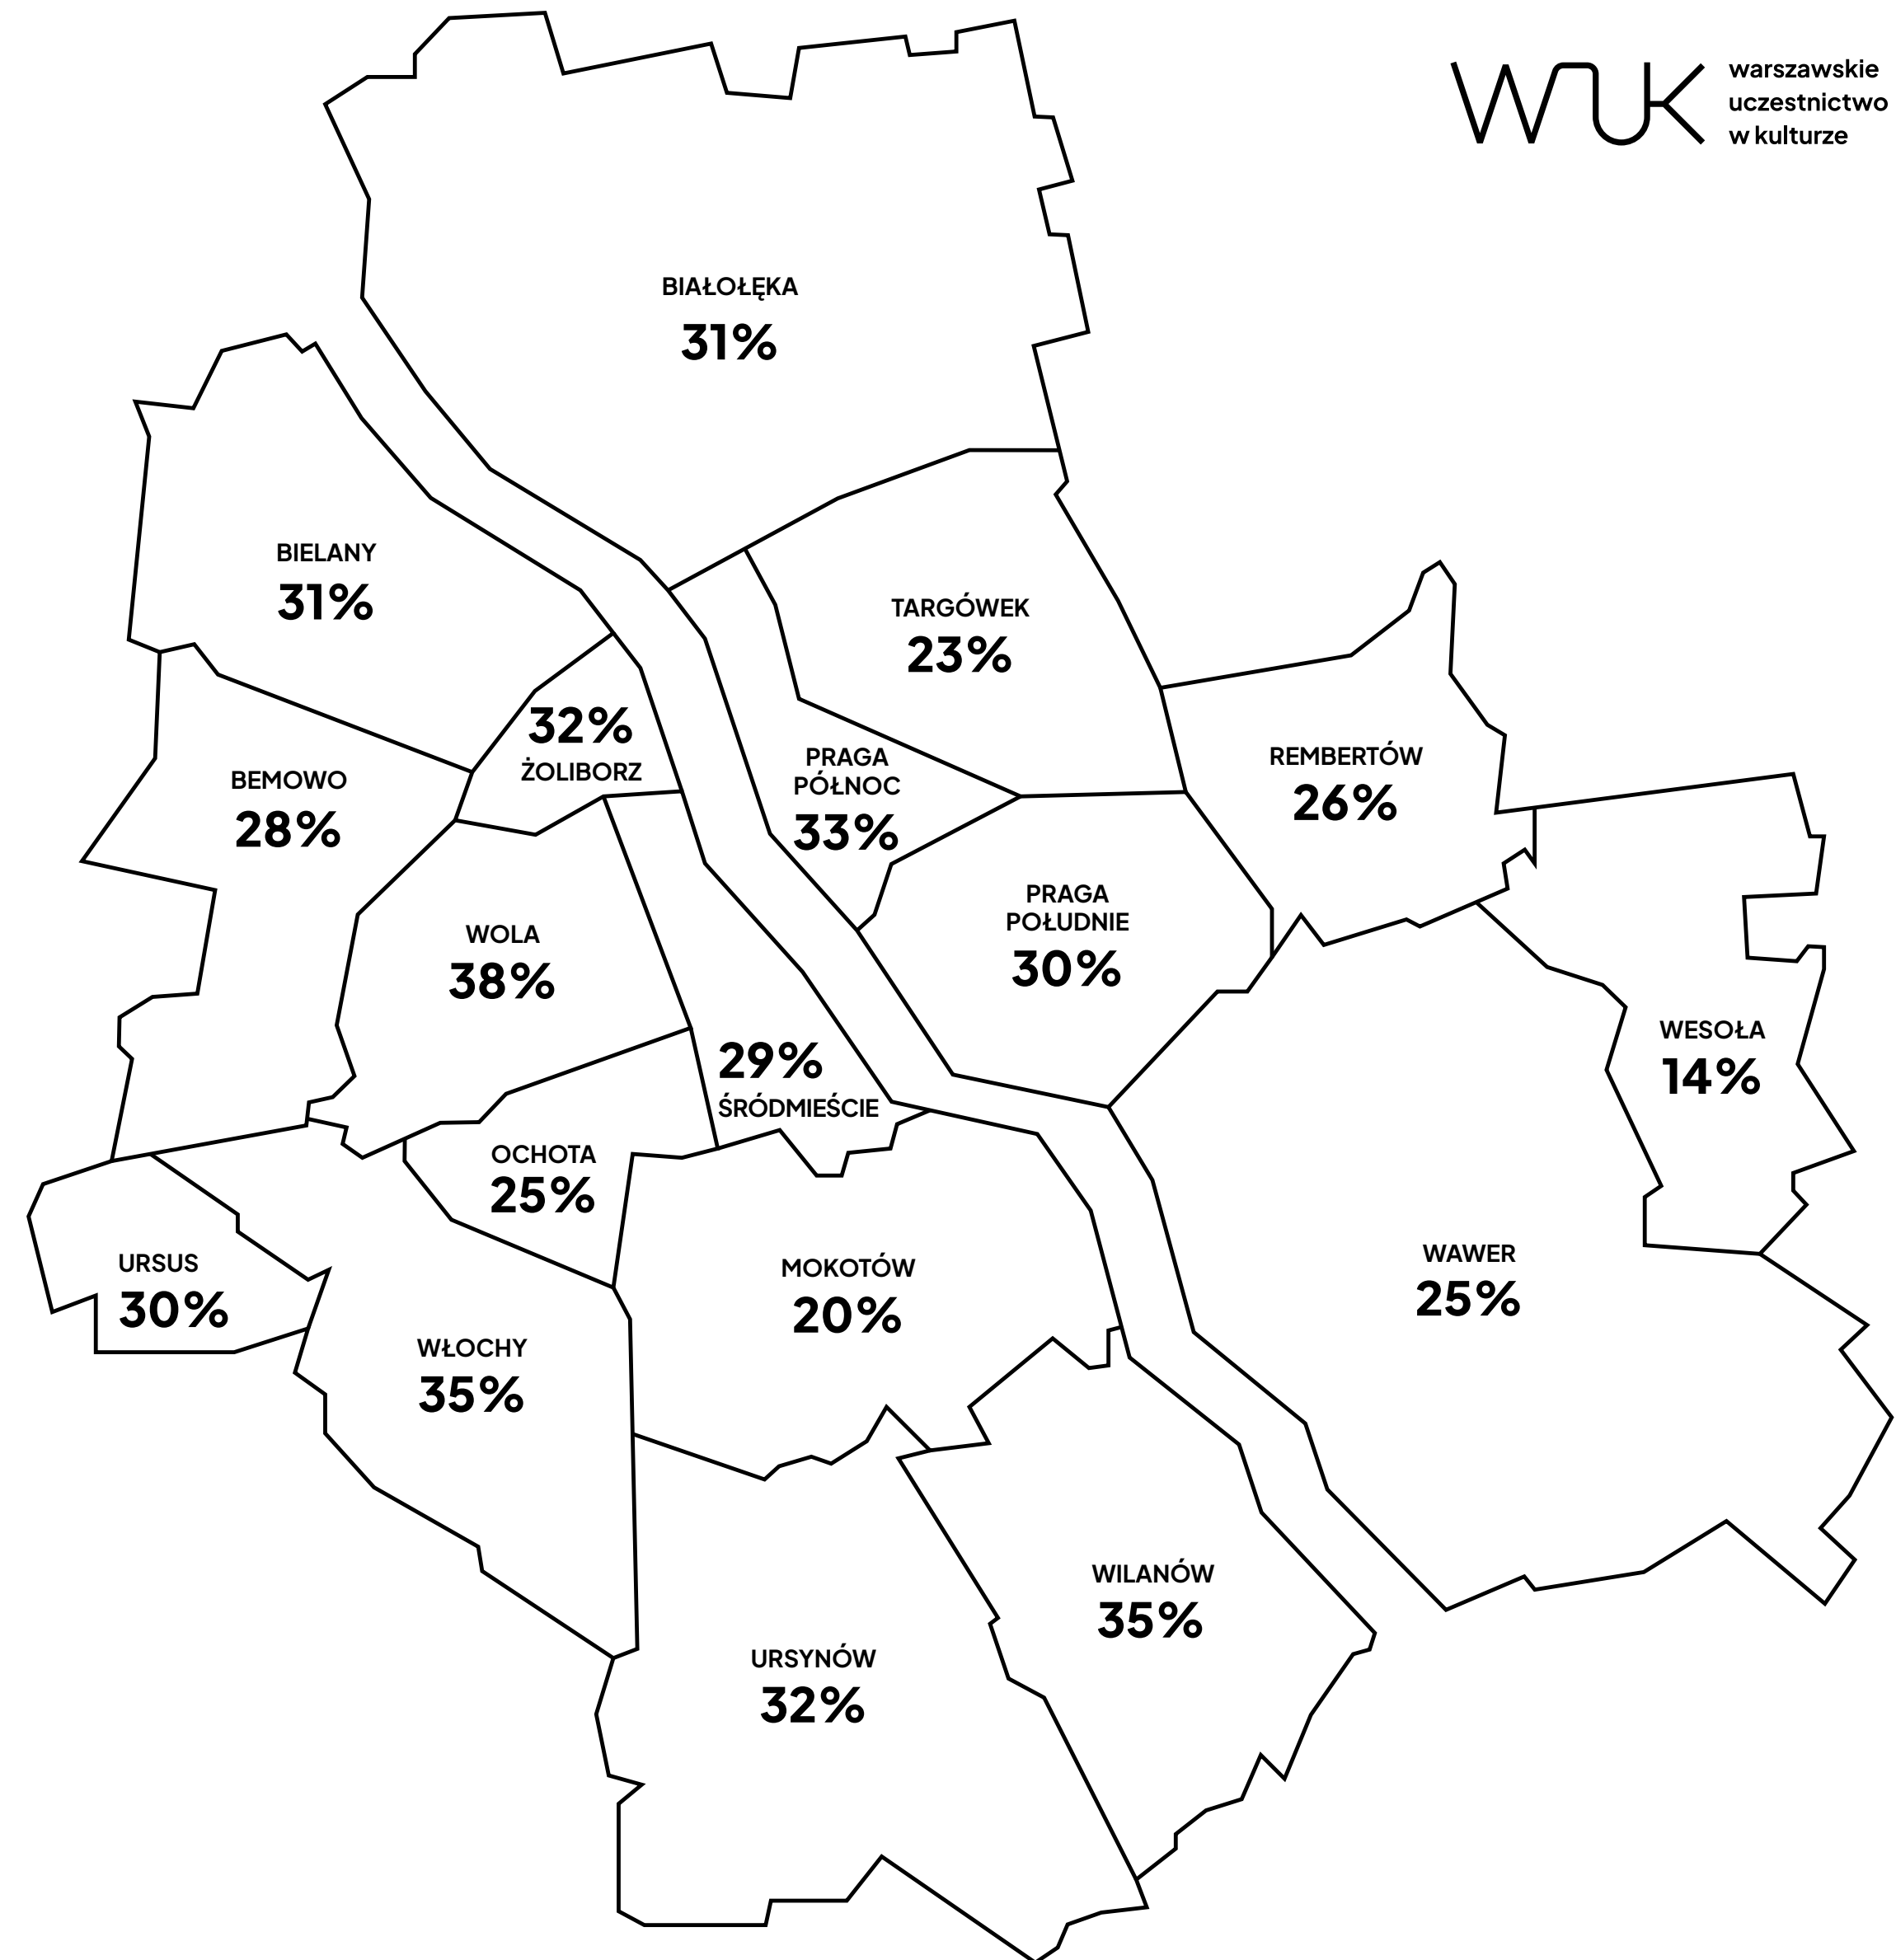 WUK
warszawskie
uczestnictwo
w kulturze
BIAŁOŁĘKA
31%
BIELANY
31%
TARGÓWEK
23%
32%
ŻOLIBORZ
PRAGA
PÓŁNOC
33%
REMBERTÓW
26%
BEMOWO
28%
PRAGA
POŁUDNIE
30%
WOLA
38%
WESOŁA
14%
29%
ŚRÓDMIEŚCIE
OCHOTA
25%
URSUS
30%
MOKOTÓW
20%
WAWER
25%
WŁOCHY
35%
WILANÓW
35%
URSYNÓW
32%